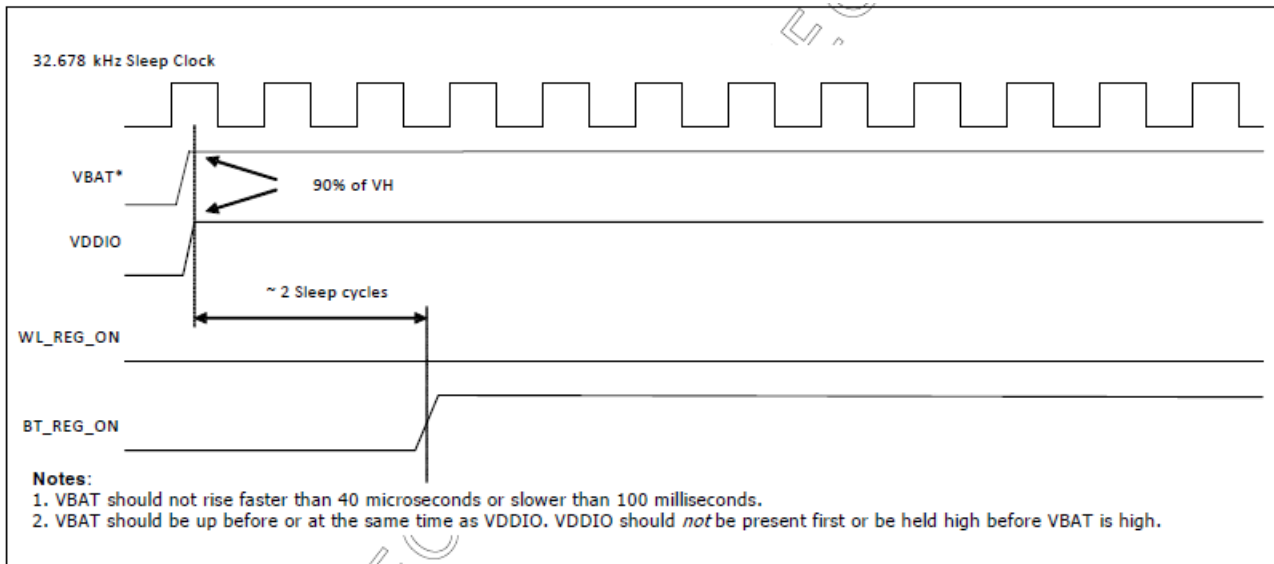 32.678 kHz Sleep Clock
VBAT*
90% of VH
VDDIO
~ 2 Sleep cycles
WL_REG_ON
BT_REG_ON
Notes:
1. VBAT should not rise faster than 40 microseconds or slower than 100 milliseconds.
2. VBAT should be up before or at the same time as VDDIO. VDDIO should not be present first or be held high before VBAT is high.